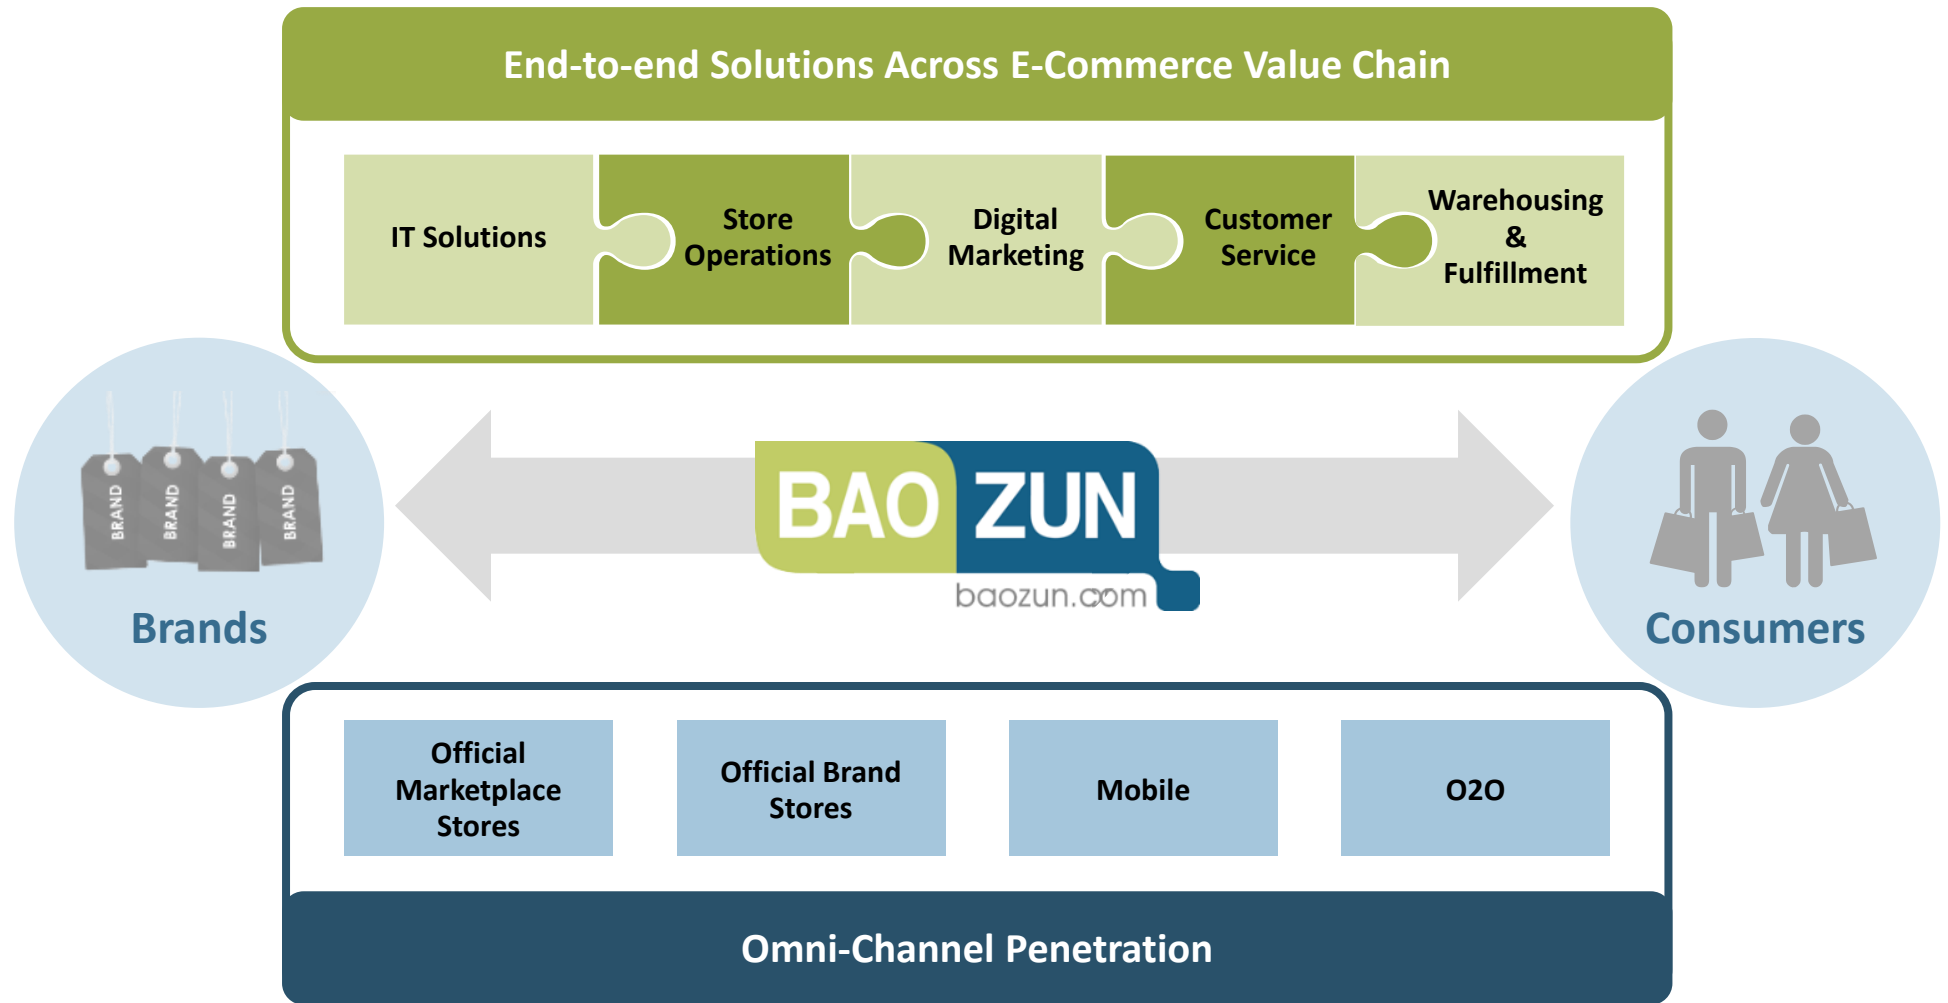 End-to-end Solutions Across E-Commerce Value Chain
IT Solutions
Store
Operations
Digital
Marketing
Customer
Service
Warehousing
&
Fulfillment
BRAND
BRAND
BRAND
BRAND
Brands
BAO ZUN
baozun.com
Consumers
Official
Marketplace
Stores
Official Brand
Stores
Mobile
O2O
Omni-Channel Penetration